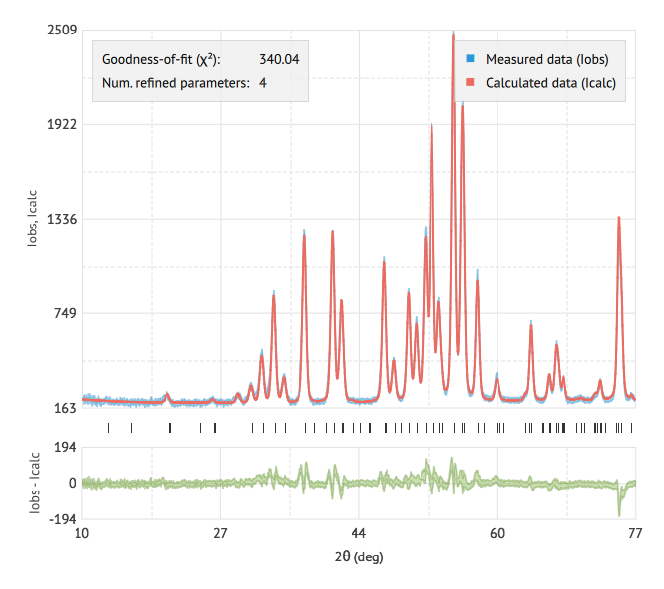 2509
Goodness-of-fit (χ²): 340.04
Num. refined parameters: 4
Measured data (Iobs)
Calculated data (Icalc)
1922
1336
749
163
Iobs, Icalc
194
0
-194
Iobs - Icalc
10 27 44 60 77
2θ (deg)